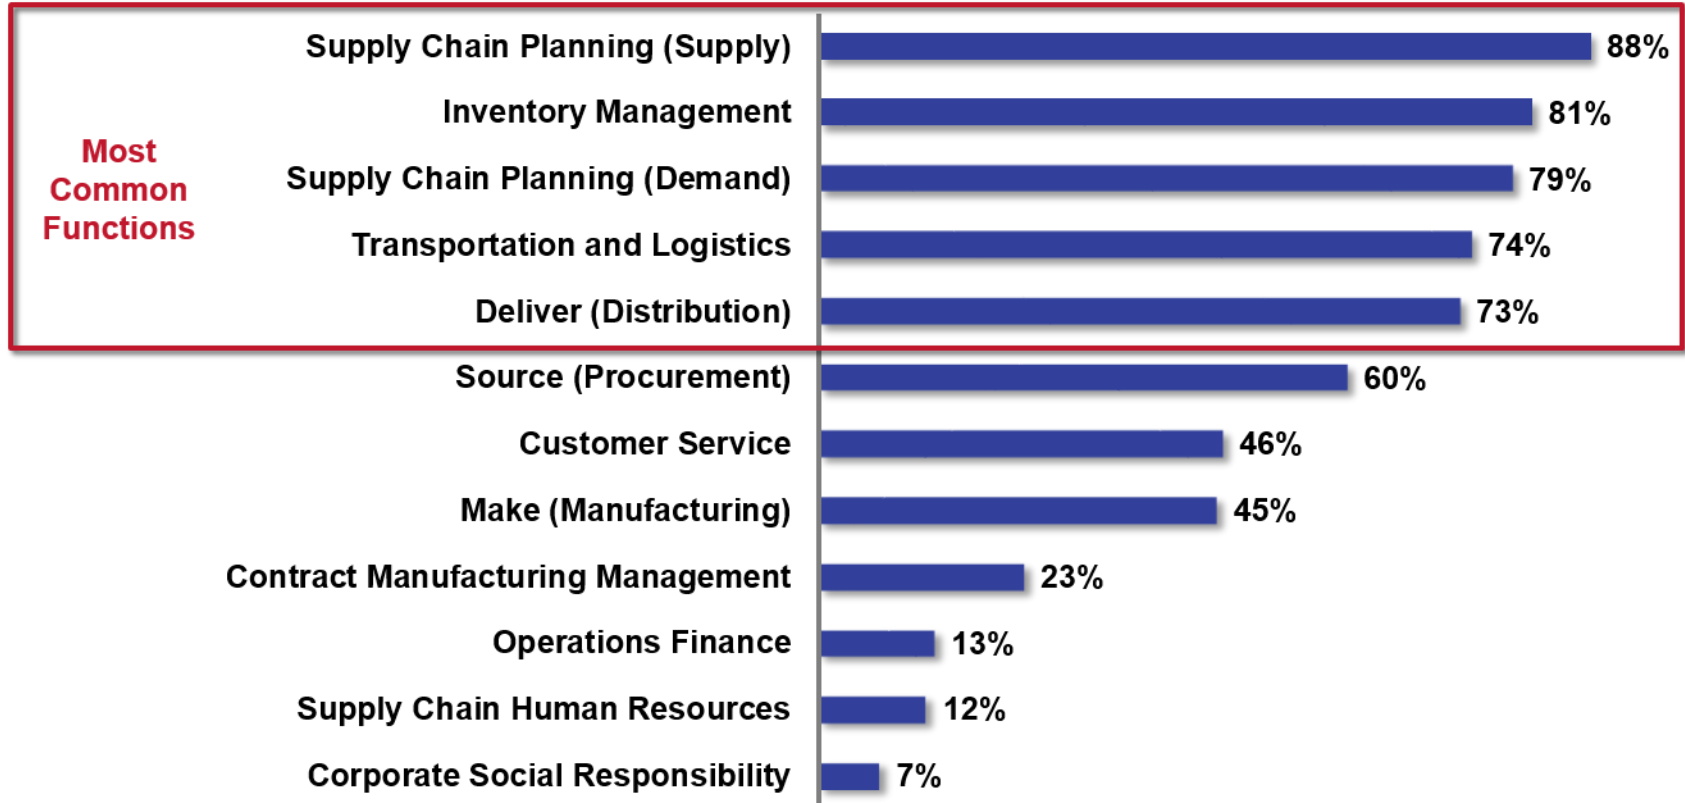 Supply Chain Planning (Supply) 88%
Inventory Management 81%
Most
Common
Functions
Supply Chain Planning (Demand) 79%
Transportation and Logistics 74%
Deliver (Distribution) 73%
Source (Procurement) 60%
Customer Service 46%
Make (Manufacturing) 45%
Contract Manufacturing Management 23%
Operations Finance 13%
Supply Chain Human Resources 12%
Corporate Social Responsibility 7%